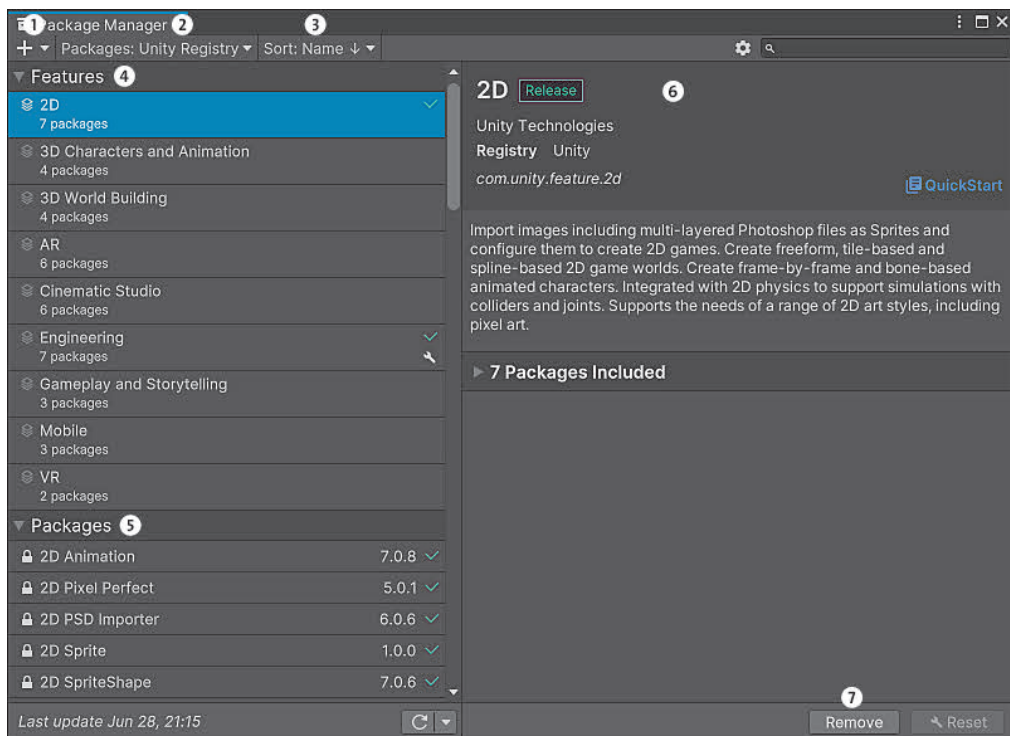 1 Package Manager 2 3
+ Packages: Unity Registry Sort: Name ↓
Features 4
2D
7 packages
3D Characters and Animation
4 packages
3D World Building
4 packages
AR
6 packages
Cinematic Studio
6 packages
Engineering
7 packages
Gameplay and Storytelling
3 packages
Mobile
3 packages
VR
2 packages
Packages 5
2D Animation 7.0.8
2D Pixel Perfect 5.0.1
2D PSD Importer 6.0.6
2D Sprite 1.0.0
2D SpriteShape 7.0.6
Last update Jun 28, 21:15
2D Release 6
Unity Technologies
Registry Unity
com.unity.feature.2d
QuickStart
Import images including multi-layered Photoshop files as Sprites and
configure them to create 2D games. Create freeform, tile-based and
spline-based 2D game worlds. Create frame-by-frame and bone-based
animated characters. Integrated with 2D physics to support simulations with
colliders and joints. Supports the needs of a range of 2D art styles, including
pixel art.
7 Packages Included
7
Remove Reset